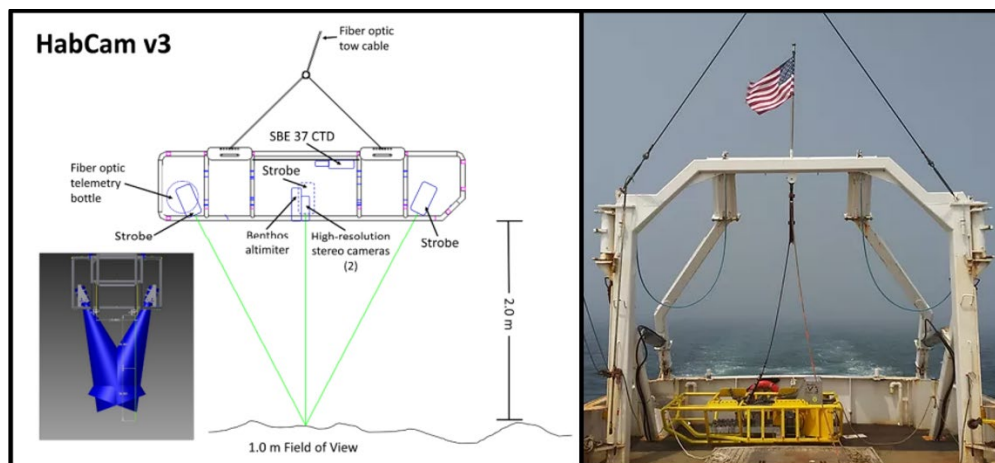 HabCam v3
Fiber optic
tow cable
SBE 37 CTD
Strobe
Fiber optic
telemetry
bottle
Strobe
Benthos
altimiter
High-resolution
stereo cameras
(2)
Strobe
2.0 m
1.0 m Field of View